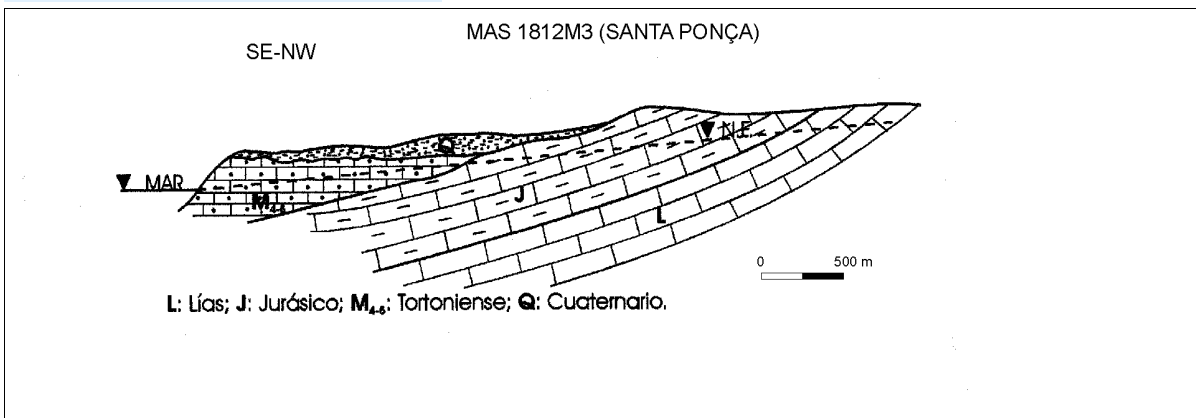 MAS 1812M3 (SANTA PONÇA)
SE-NW
Q
N.E.
MAR
J
M₄₋₆
L
0 500 m
L: Lías; J: Jurásico; M₄₋₆: Tortoniense; Q: Cuaternario.